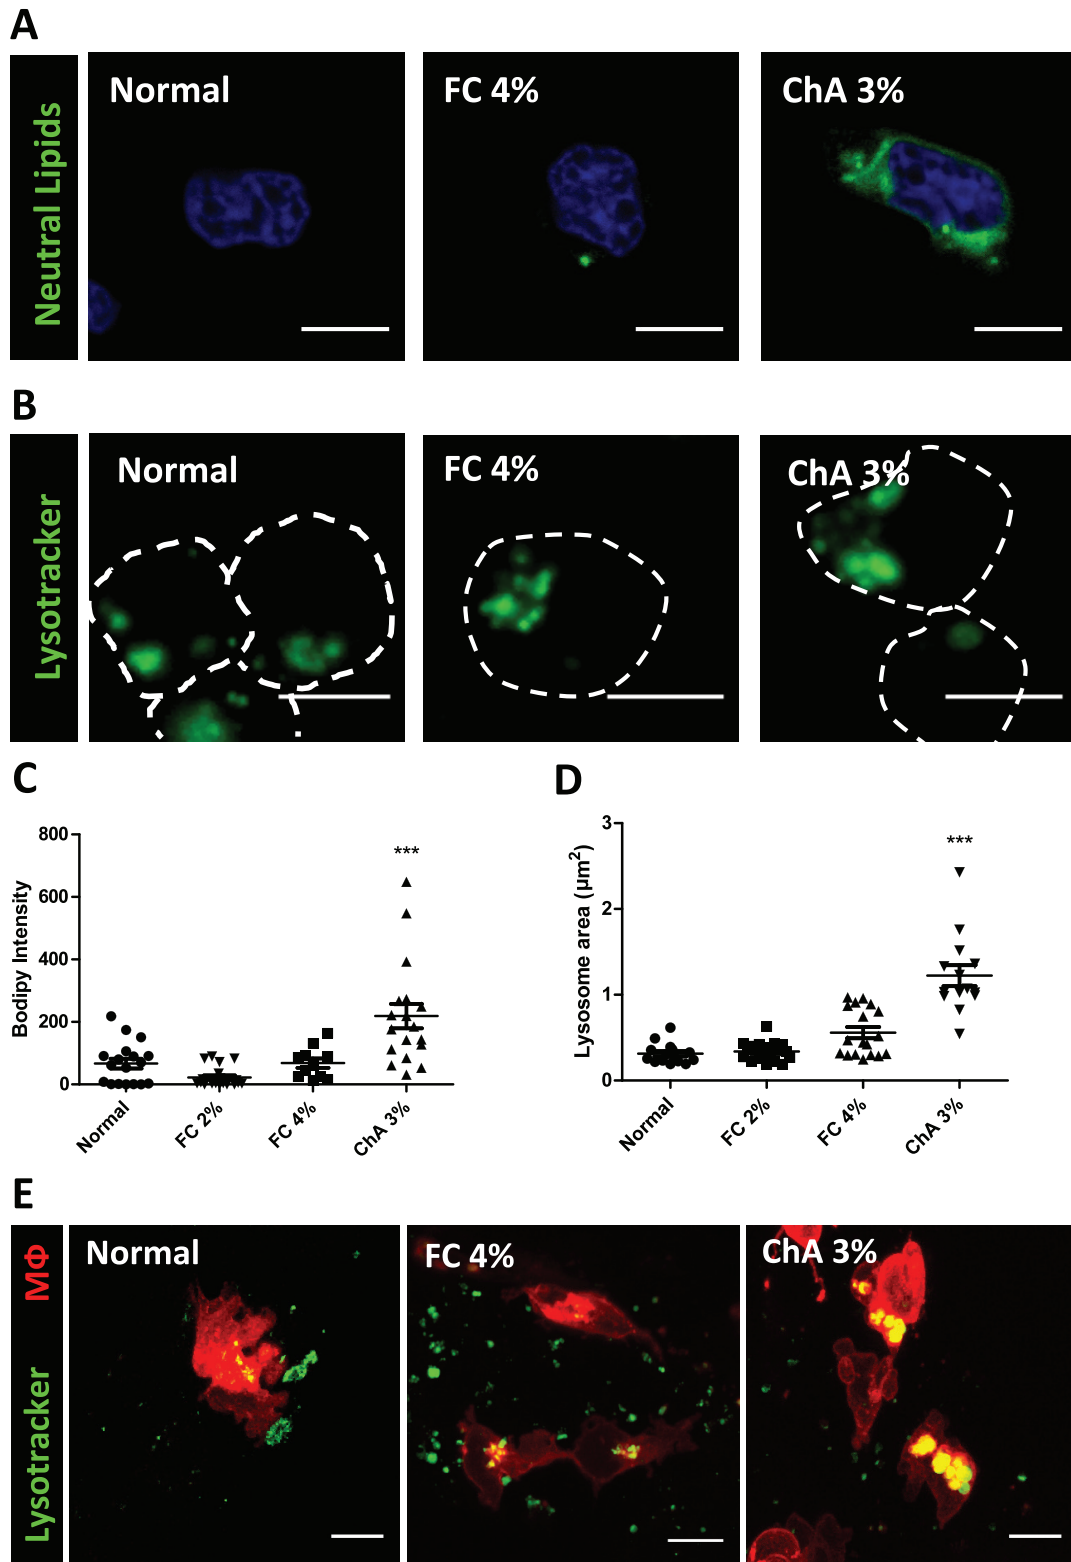 A
Neutral Lipids
Normal
FC 4%
ChA 3%
B
Lysotracker
Normal
FC 4%
ChA 3%
C
Bodipy Intensity
800
600
400
200
0
***
Normal
FC 2%
FC 4%
ChA 3%
D
Lysosome area (µm²)
3
2
1
0
***
Normal
FC 2%
FC 4%
ChA 3%
E
Lysotracker MΦ
Normal
FC 4%
ChA 3%